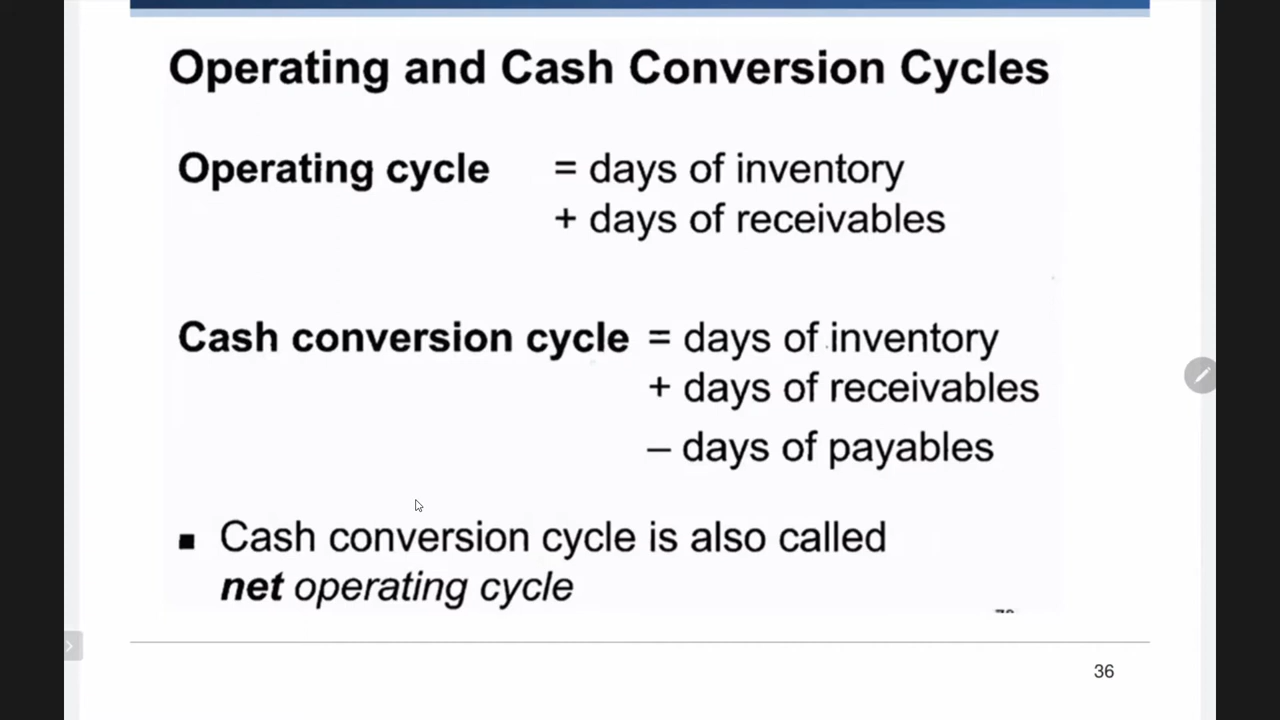 Operating and Cash Conversion Cycles
Operating cycle = days of inventory
+ days of receivables
Cash conversion cycle = days of inventory
+ days of receivables
– days of payables
▪ Cash conversion cycle is also called
net operating cycle
36